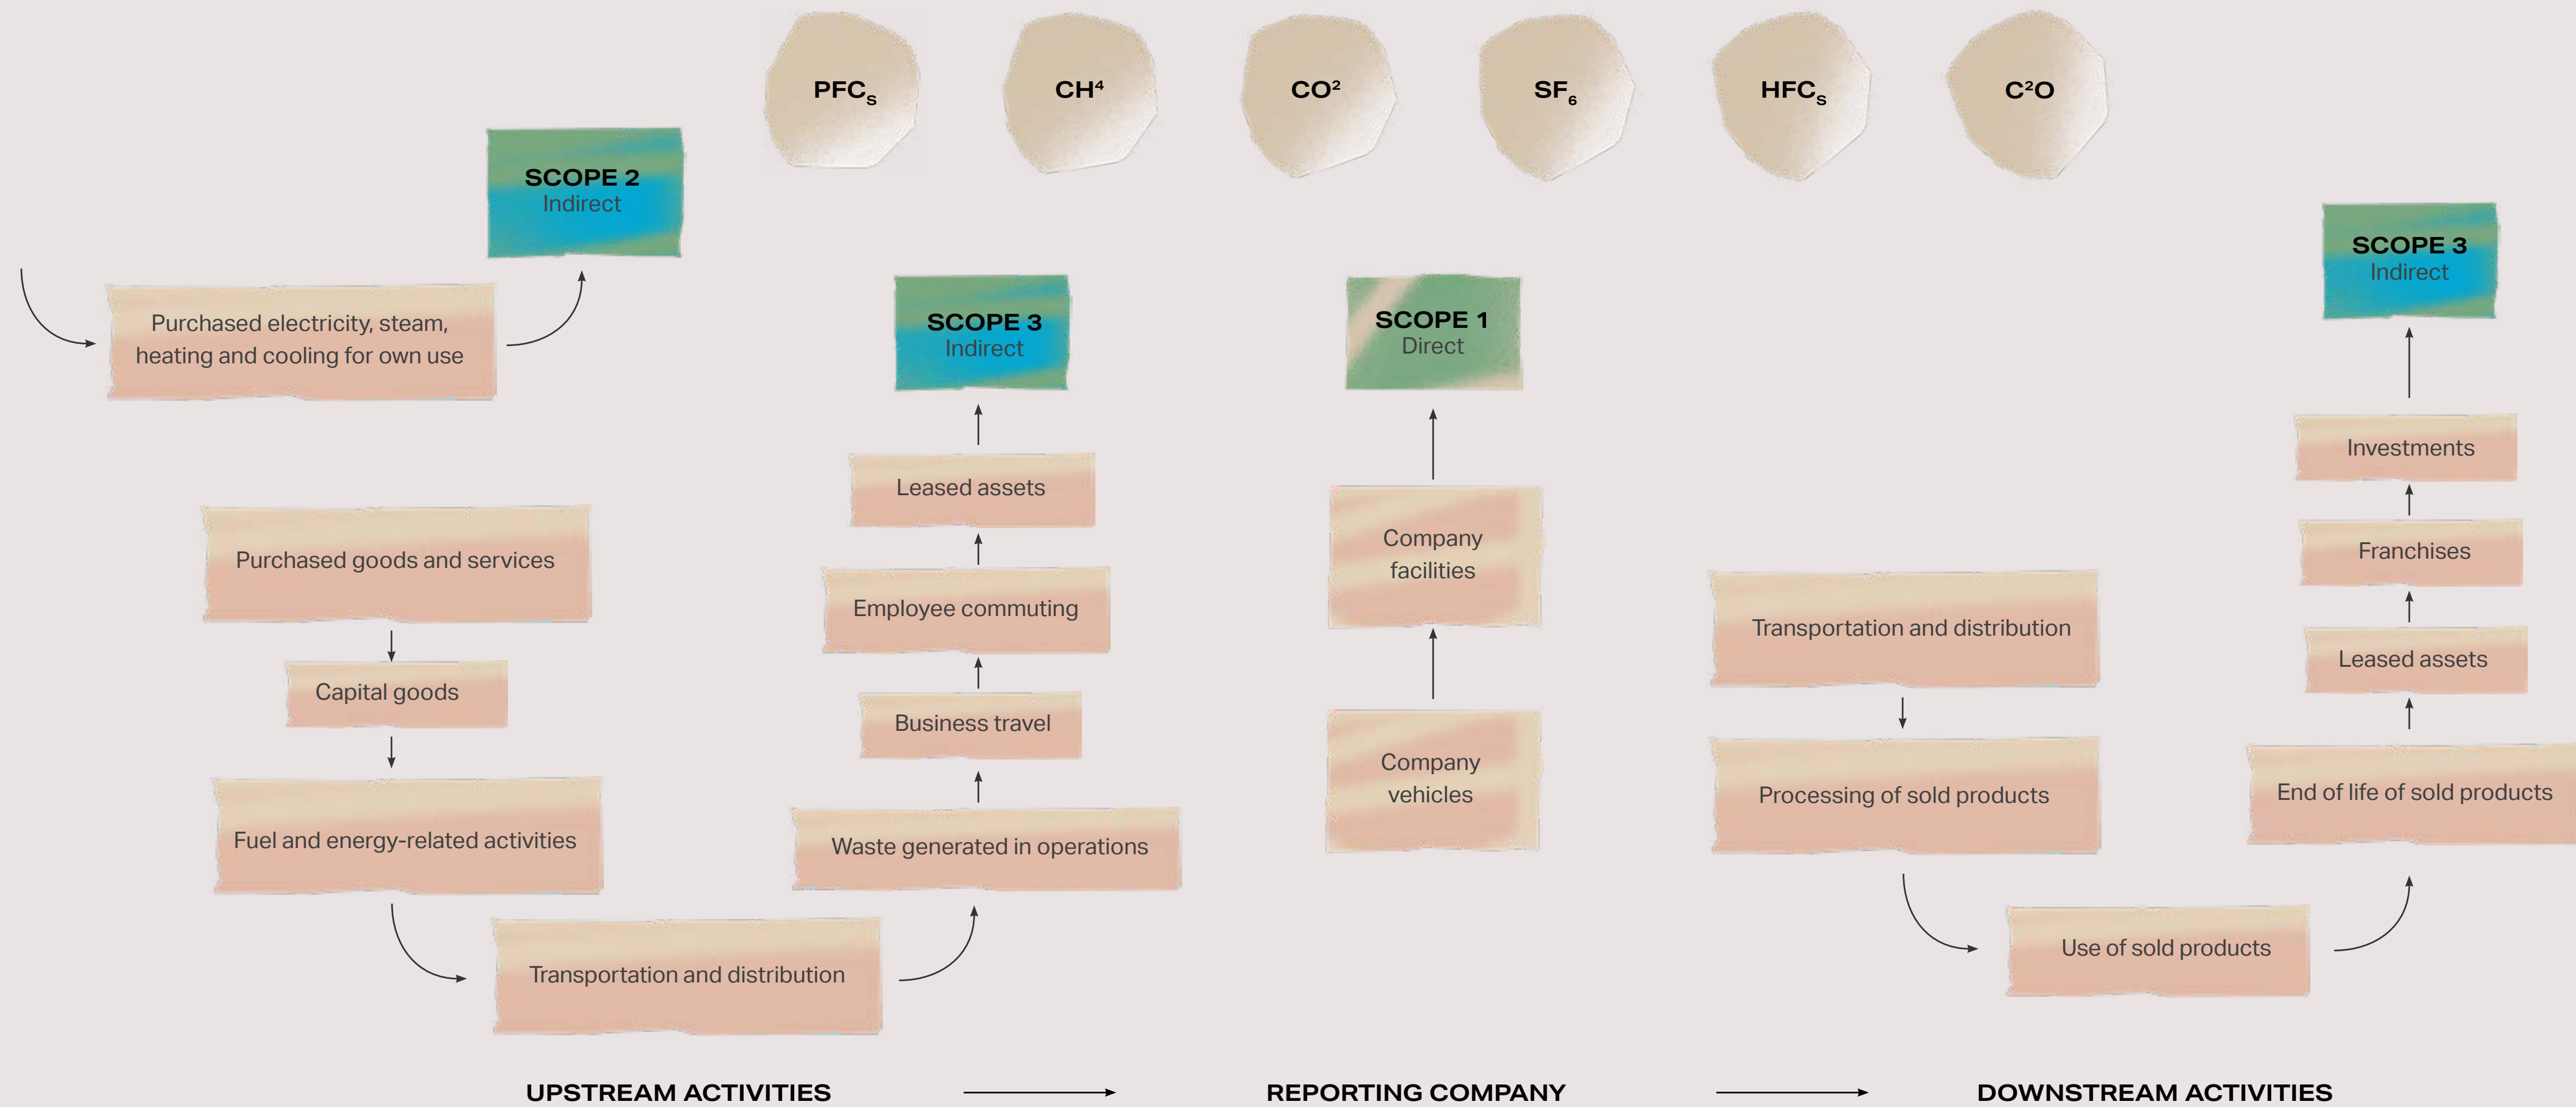 PFCs
CH⁴
CO²
SF₆
HFCs
C²O
SCOPE 2
Indirect
Purchased electricity, steam,
heating and cooling for own use
Purchased goods and services
Capital goods
Fuel and energy-related activities
Transportation and distribution
SCOPE 3
Indirect
Leased assets
Employee commuting
Business travel
Waste generated in operations
SCOPE 1
Direct
Company
facilities
Company
vehicles
Transportation and distribution
Processing of sold products
Use of sold products
SCOPE 3
Indirect
Investments
Franchises
Leased assets
End of life of sold products
UPSTREAM ACTIVITIES
REPORTING COMPANY
DOWNSTREAM ACTIVITIES